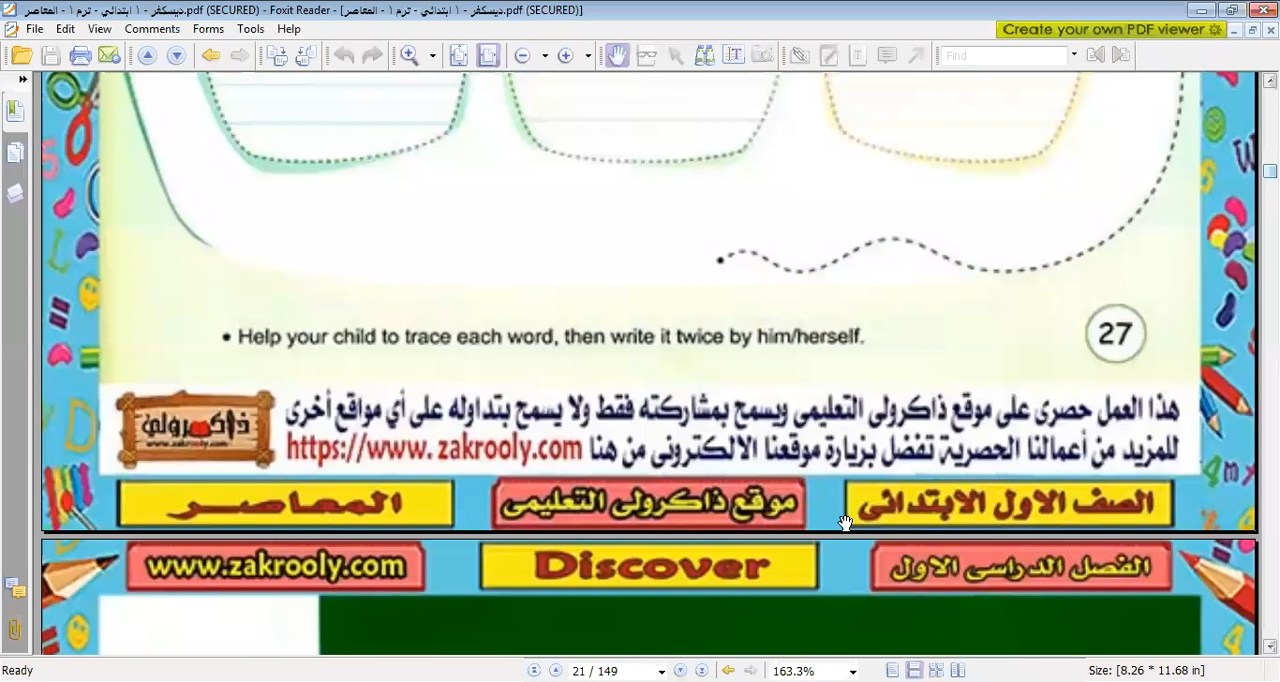 ديسكفر - ١ ابتدائي - ترم ١ - المعاصر.pdf (SECURED) - Foxit Reader - [ديسكفر - ١ ابتدائي - ترم ١ - المعاصر.pdf (SECURED)]
File Edit View Comments Forms Tools Help
Create your own PDF viewer
Find
• Help your child to trace each word, then write it twice by him/herself.
27
هذا العمل حصرى على موقع ذاكرولى التعليمى ويسمح بمشاركته فقط ولا يسمح بتداوله على أي مواقع أخرى
للمزيد من أعمالنا الحصرية تفضل بزيارة موقعنا الالكترونى من هنا https://www. zakrooly.com
ذاكرولي
www.zakrooly.com
الصف الاول الابتدائى
موقع ذاكرولى التعليمى
المعاصر
الفصل الدراسى الاول
Discover
www.zakrooly.com
Ready
21 / 149
163.3%
Size: [8.26 * 11.68 in]